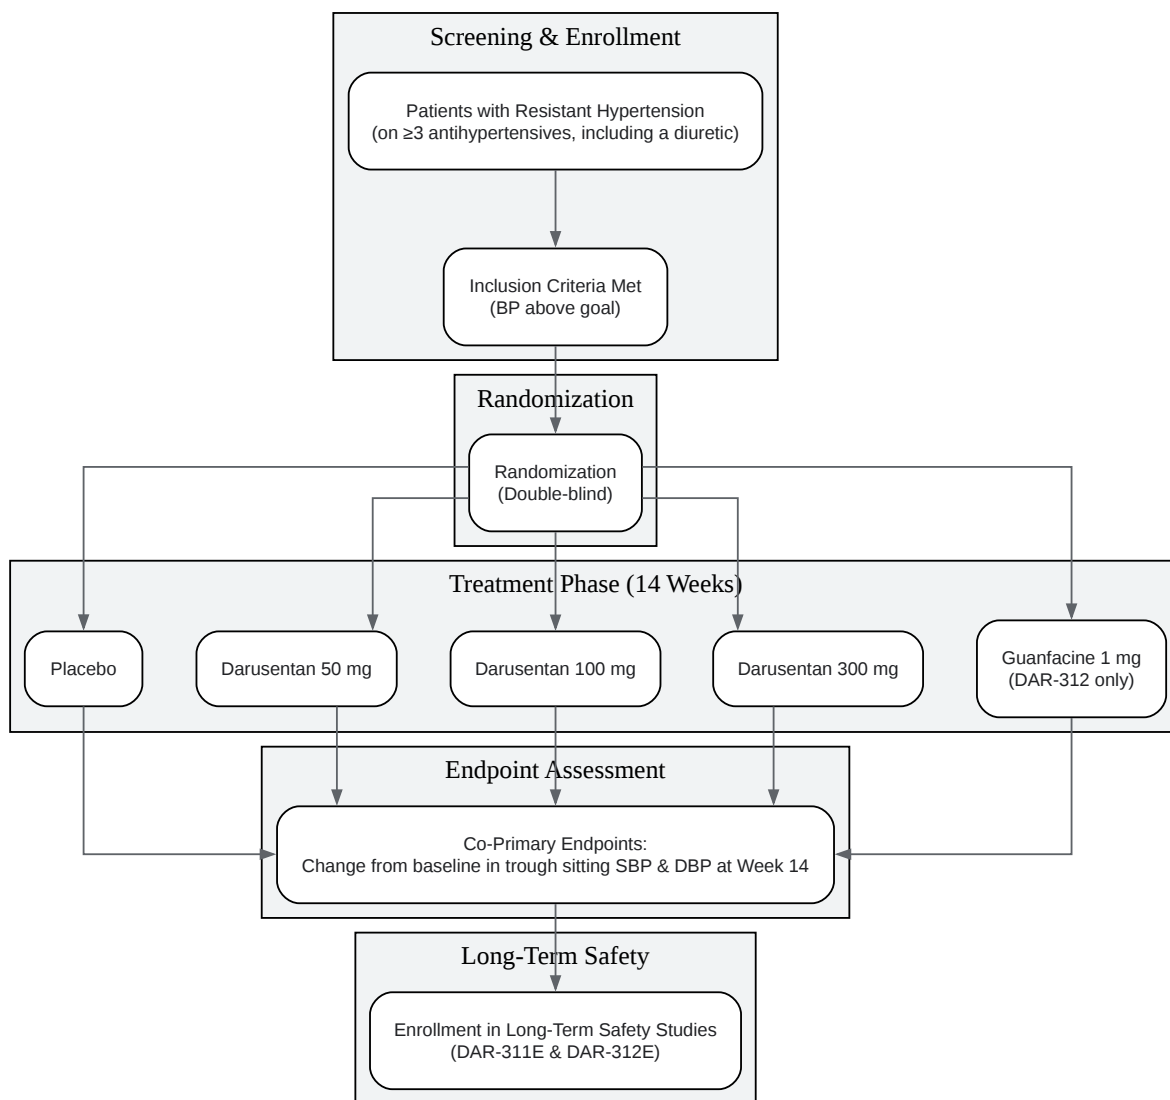 Screening & Enrollment
Patients with Resistant Hypertension
(on ≥3 antihypertensives, including a diuretic)
Inclusion Criteria Met
(BP above goal)
Randomization
Randomization
(Double-blind)
Treatment Phase (14 Weeks)
Placebo
Darusentan 50 mg
Darusentan 100 mg
Darusentan 300 mg
Guanfacine 1 mg
(DAR-312 only)
Endpoint Assessment
Co-Primary Endpoints:
Change from baseline in trough sitting SBP & DBP at Week 14
Long-Term Safety
Enrollment in Long-Term Safety Studies
(DAR-311E & DAR-312E)